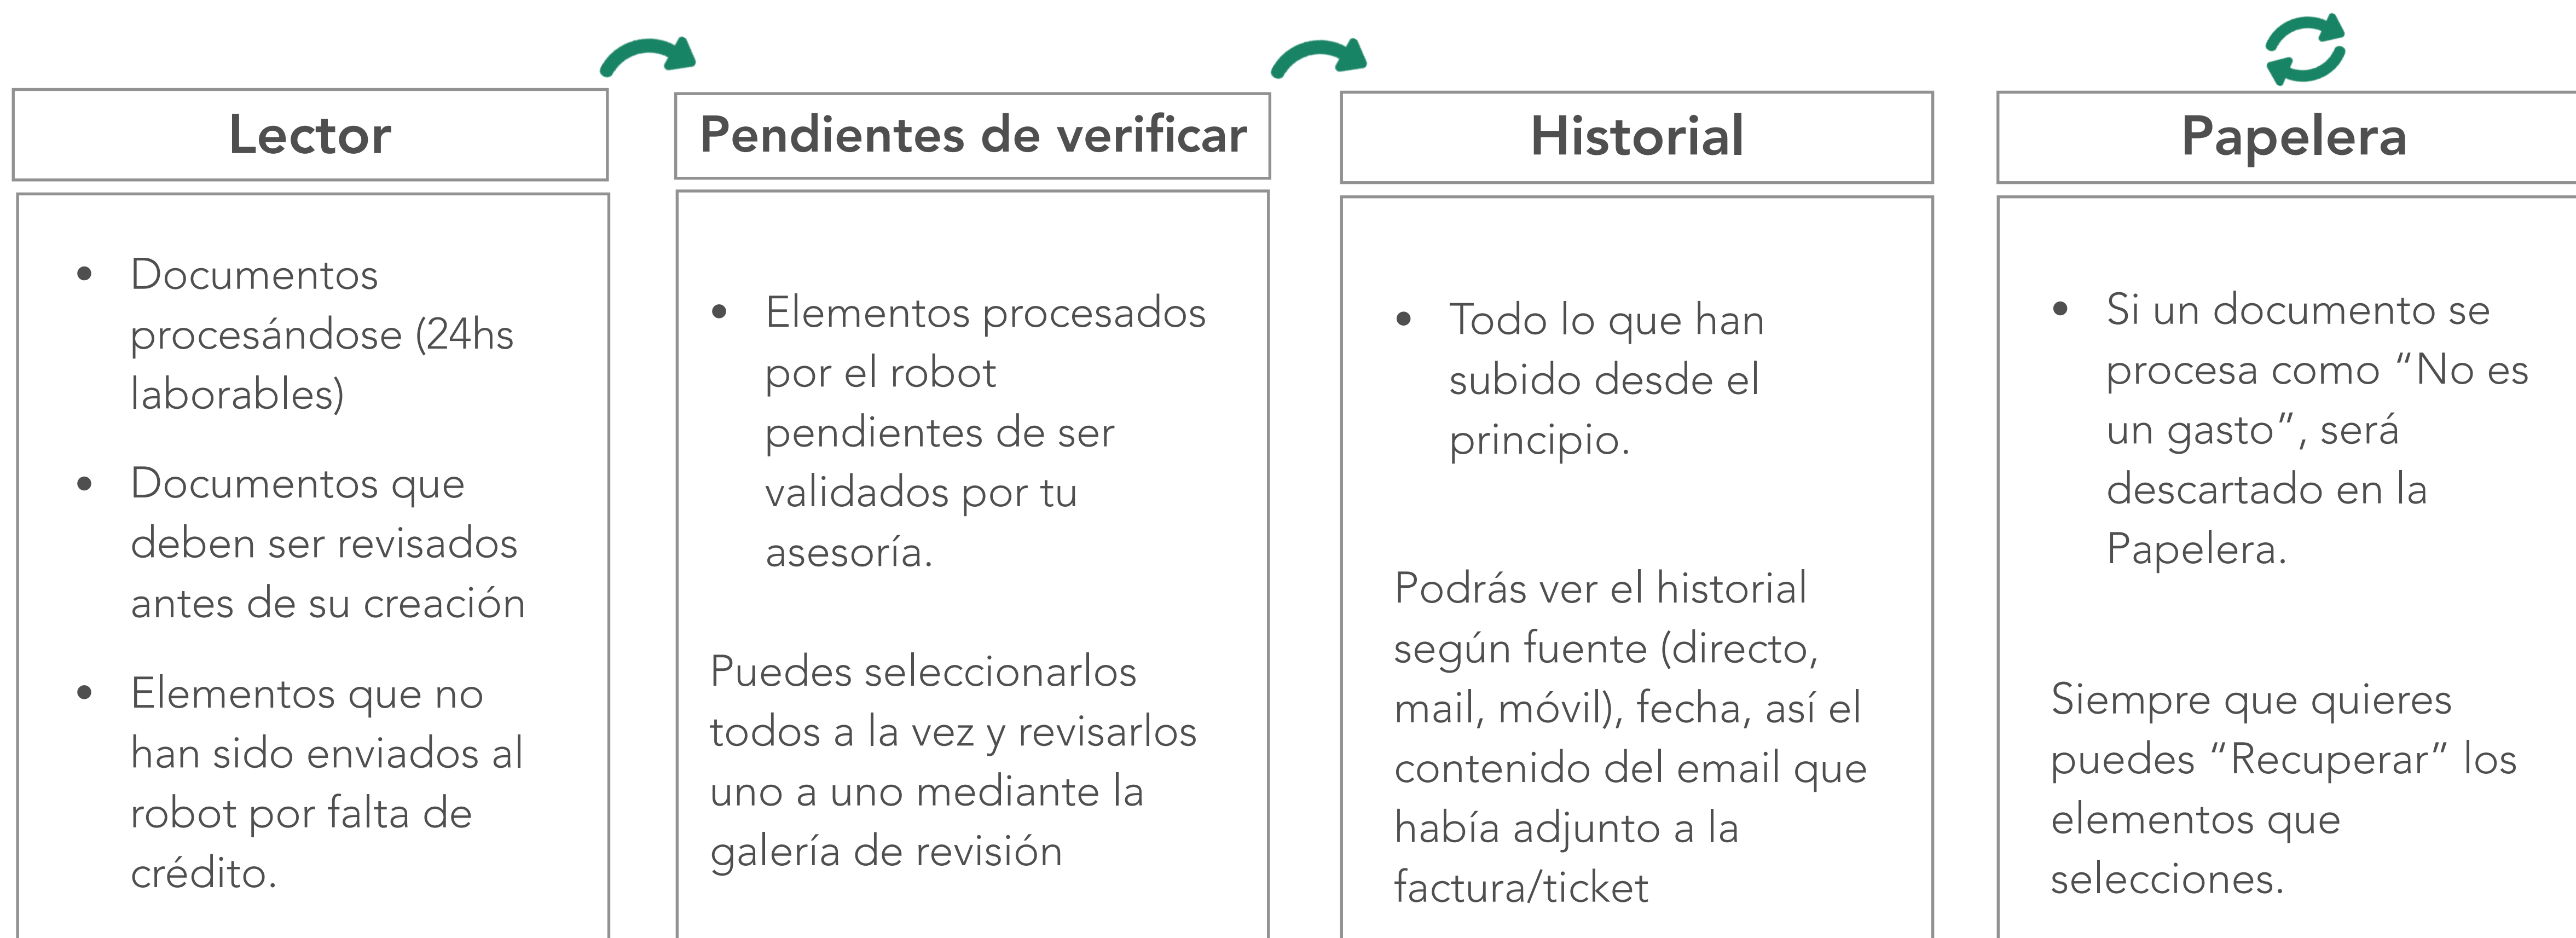 Lector
• Documentos
procesándose (24hs
laborables)
• Documentos que
deben ser revisados
antes de su creación
• Elementos que no
han sido enviados al
robot por falta de
crédito.
Pendientes de verificar
• Elementos procesados
por el robot
pendientes de ser
validados por tu
asesoría.
Puedes seleccionarlos
todos a la vez y revisarlos
uno a uno mediante la
galería de revisión
Historial
• Todo lo que han
subido desde el
principio.
Podrás ver el historial
según fuente (directo,
mail, móvil), fecha, así el
contenido del email que
había adjunto a la
factura/ticket
Papelera
• Si un documento se
procesa como “No es
un gasto”, será
descartado en la
Papelera.
Siempre que quieres
puedes “Recuperar” los
elementos que
selecciones.